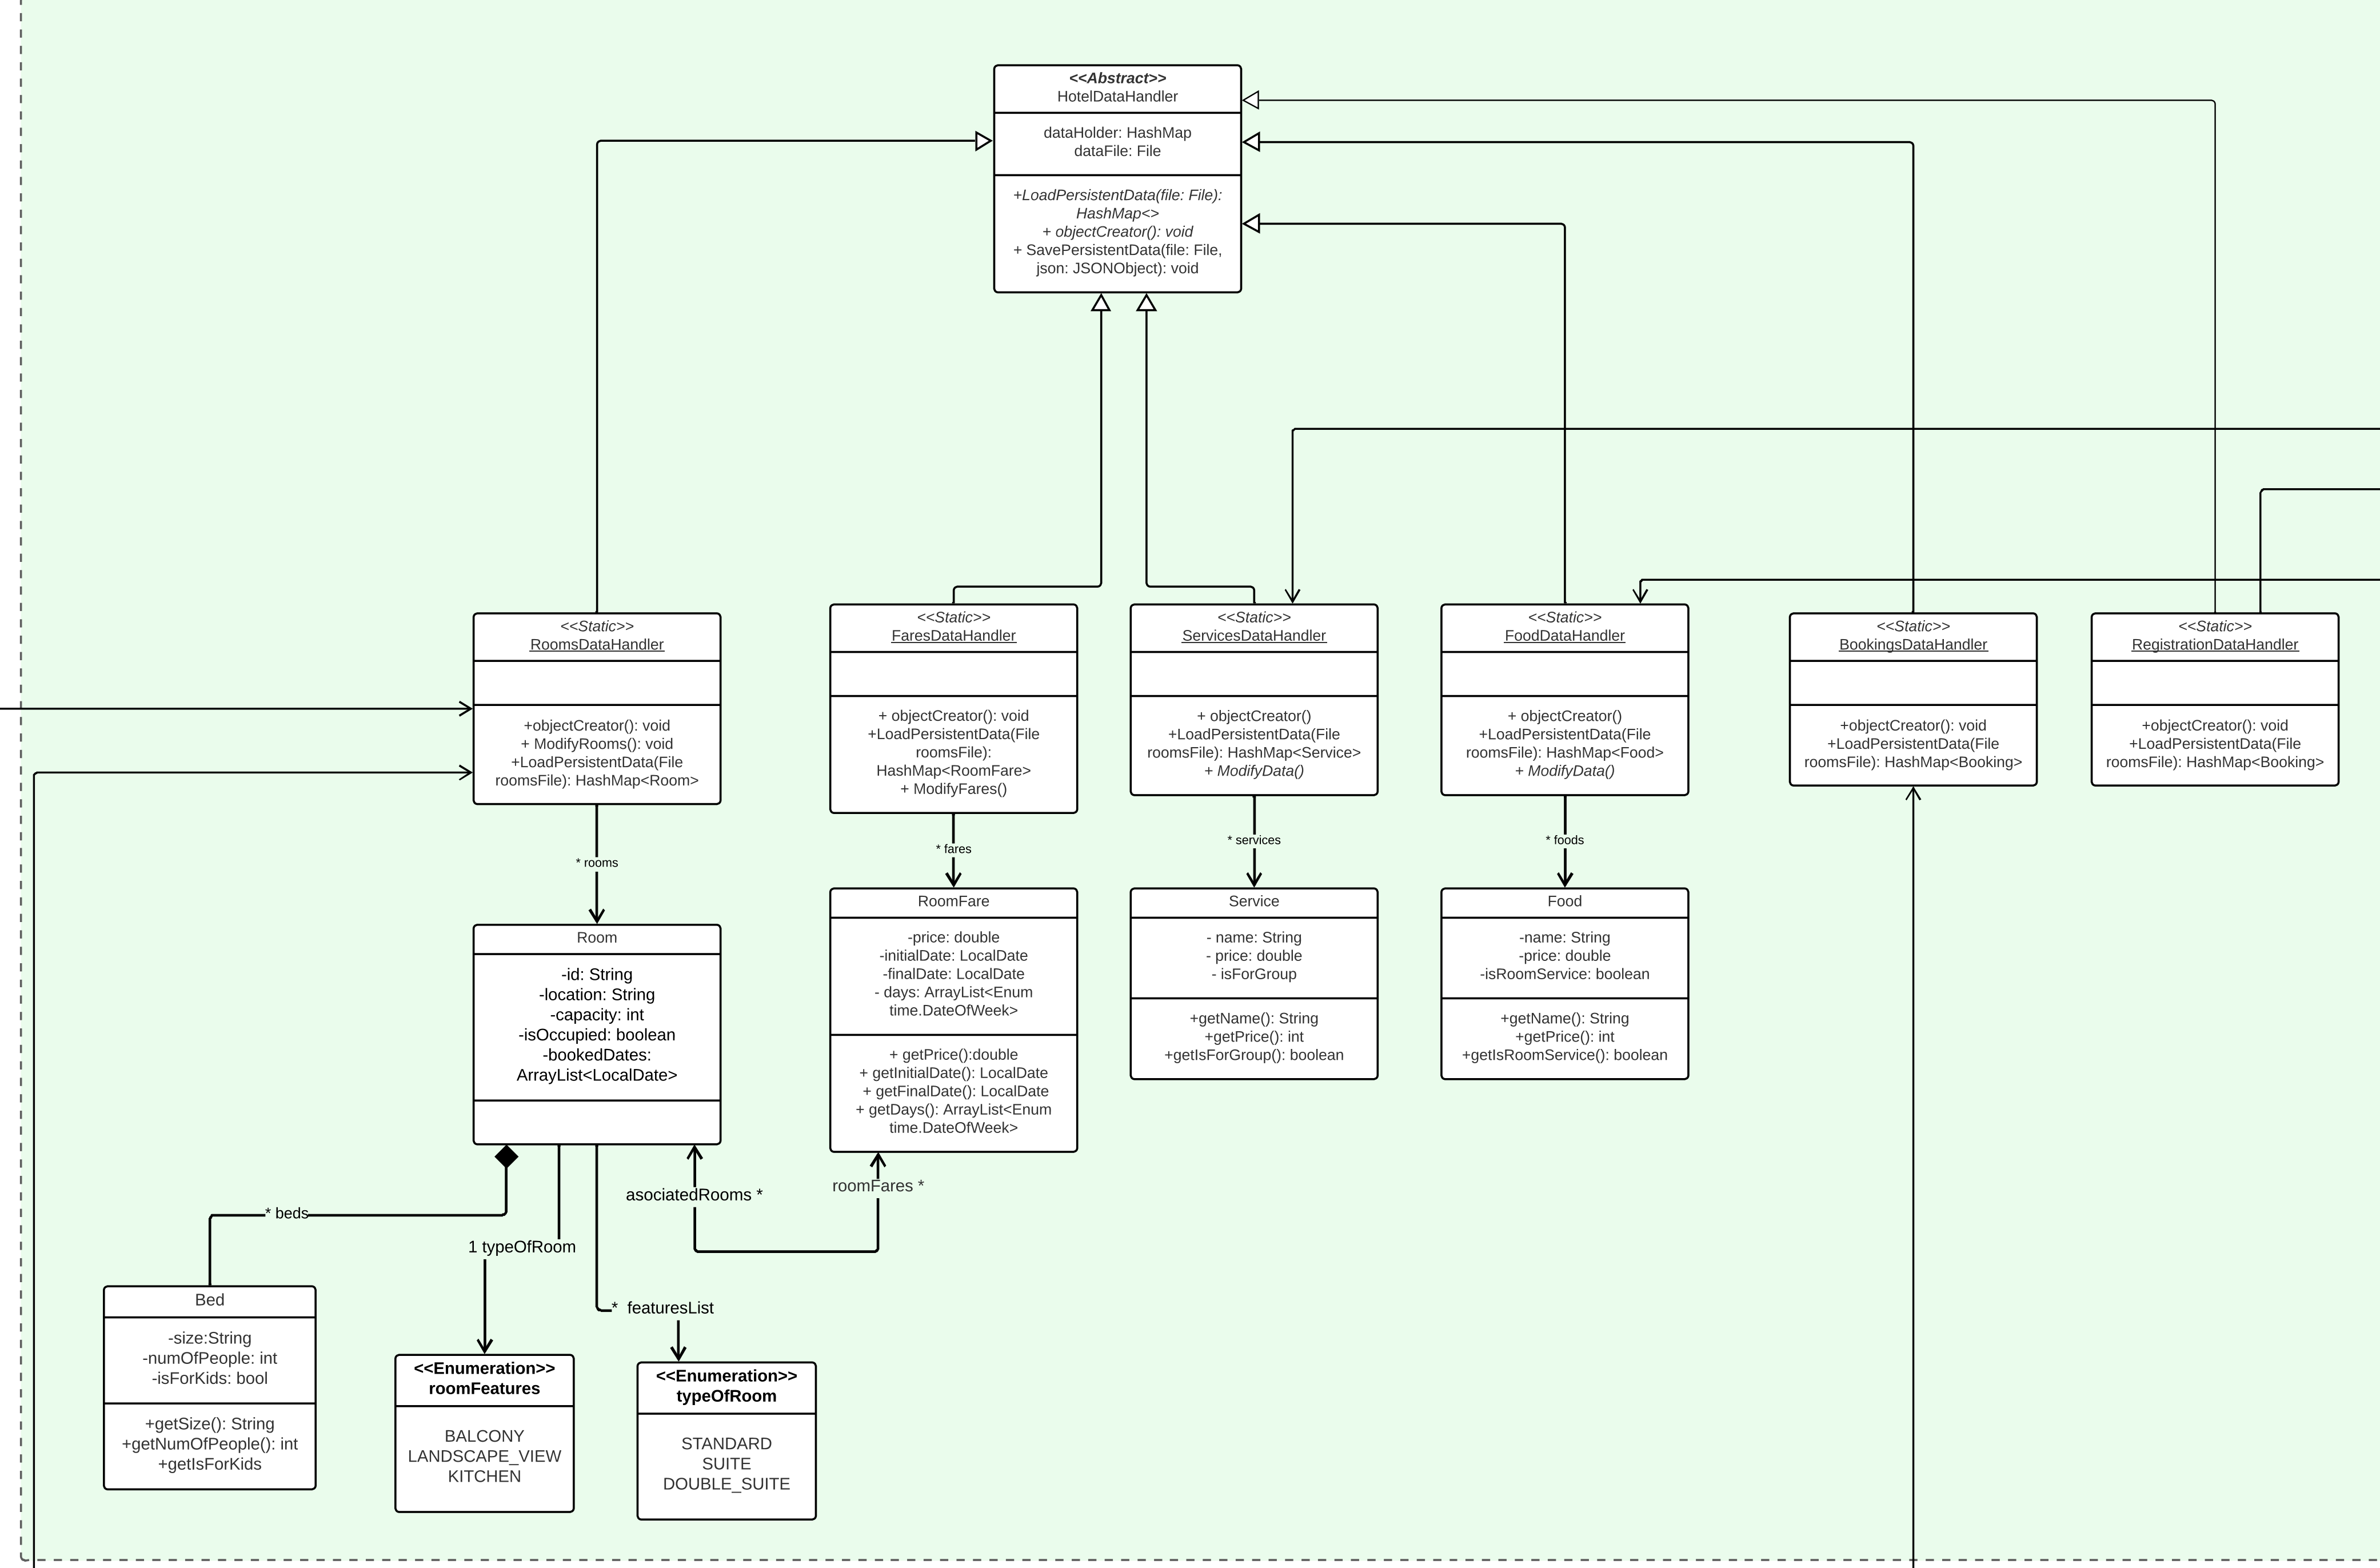 <<Abstract>>
HotelDataHandler
dataHolder: HashMap
dataFile: File
+LoadPersistentData(file: File):
HashMap<>
+ objectCreator(): void
+ SavePersistentData(file: File,
json: JSONObject): void
<<Static>>
RoomsDataHandler
+objectCreator(): void
+ ModifyRooms(): void
+LoadPersistentData(File
roomsFile): HashMap<Room>
<<Static>>
FaresDataHandler
+ objectCreator(): void
+LoadPersistentData(File
roomsFile):
HashMap<RoomFare>
+ ModifyFares()
<<Static>>
ServicesDataHandler
+ objectCreator()
+LoadPersistentData(File
roomsFile): HashMap<Service>
+ ModifyData()
<<Static>>
FoodDataHandler
+ objectCreator()
+LoadPersistentData(File
roomsFile): HashMap<Food>
+ ModifyData()
<<Static>>
BookingsDataHandler
+objectCreator(): void
+LoadPersistentData(File
roomsFile): HashMap<Booking>
<<Static>>
RegistrationDataHandler
+objectCreator(): void
+LoadPersistentData(File
roomsFile): HashMap<Booking>
* rooms
* fares
* services
* foods
Room
-id: String
-location: String
-capacity: int
-isOccupied: boolean
-bookedDates:
ArrayList<LocalDate>
RoomFare
-price: double
-initialDate: LocalDate
-finalDate: LocalDate
- days: ArrayList<Enum
time.DateOfWeek>
+ getPrice():double
+ getInitialDate(): LocalDate
+ getFinalDate(): LocalDate
+ getDays(): ArrayList<Enum
time.DateOfWeek>
Service
- name: String
- price: double
- isForGroup
+getName(): String
+getPrice(): int
+getIsForGroup(): boolean
Food
-name: String
-price: double
-isRoomService: boolean
+getName(): String
+getPrice(): int
+getIsRoomService(): boolean
asociatedRooms *
roomFares *
* beds
1 typeOfRoom
* featuresList
Bed
-size:String
-numOfPeople: int
-isForKids: bool
+getSize(): String
+getNumOfPeople(): int
+getIsForKids
<<Enumeration>>
roomFeatures
BALCONY
LANDSCAPE_VIEW
KITCHEN
<<Enumeration>>
typeOfRoom
STANDARD
SUITE
DOUBLE_SUITE